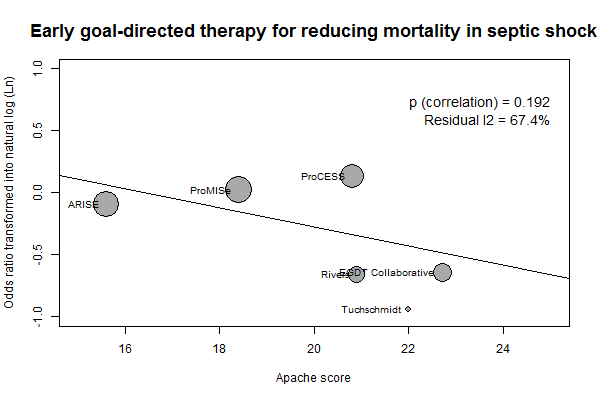 Early goal-directed therapy for reducing mortality in septic shock
p (correlation) = 0.192
Residual I2 = 67.4%
Odds ratio transformed into natural log (Ln)
1.0
0.5
0.0
-0.5
-1.0
ProCESS
ProMISe
ARISE
Rivers
EGDT Collaborative
Tuchschmidt
16 18 20 22 24
Apache score